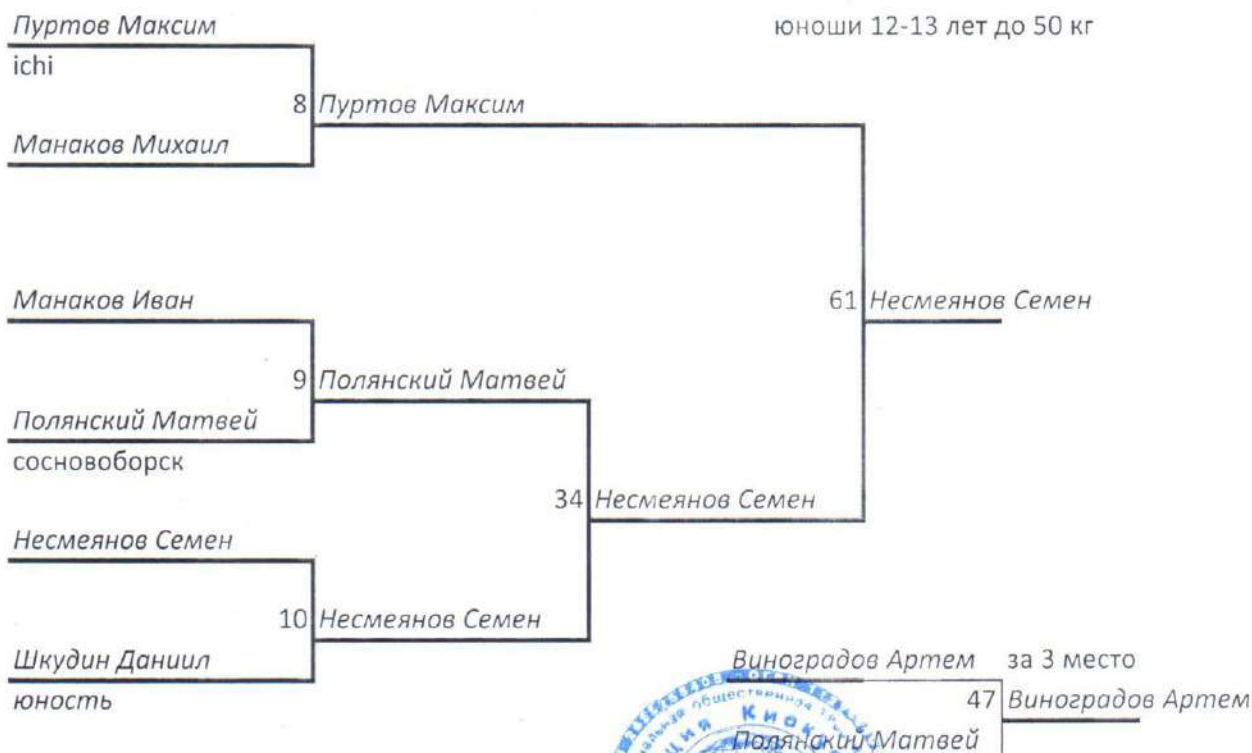 Пуртов Максим
юноши 12-13 лет до 50 кг
ichi
8 Пуртов Максим
Манаков Михаил
Манаков Иван
61 Несмеянов Семен
9 Полянский Матвей
Полянский Матвей
сосновоборск
34 Несмеянов Семен
Несмеянов Семен
10 Несмеянов Семен
Шкудин Даниил
Виноградов Артем за 3 место
юность
47 Виноградов Артем
Полянский Матвей